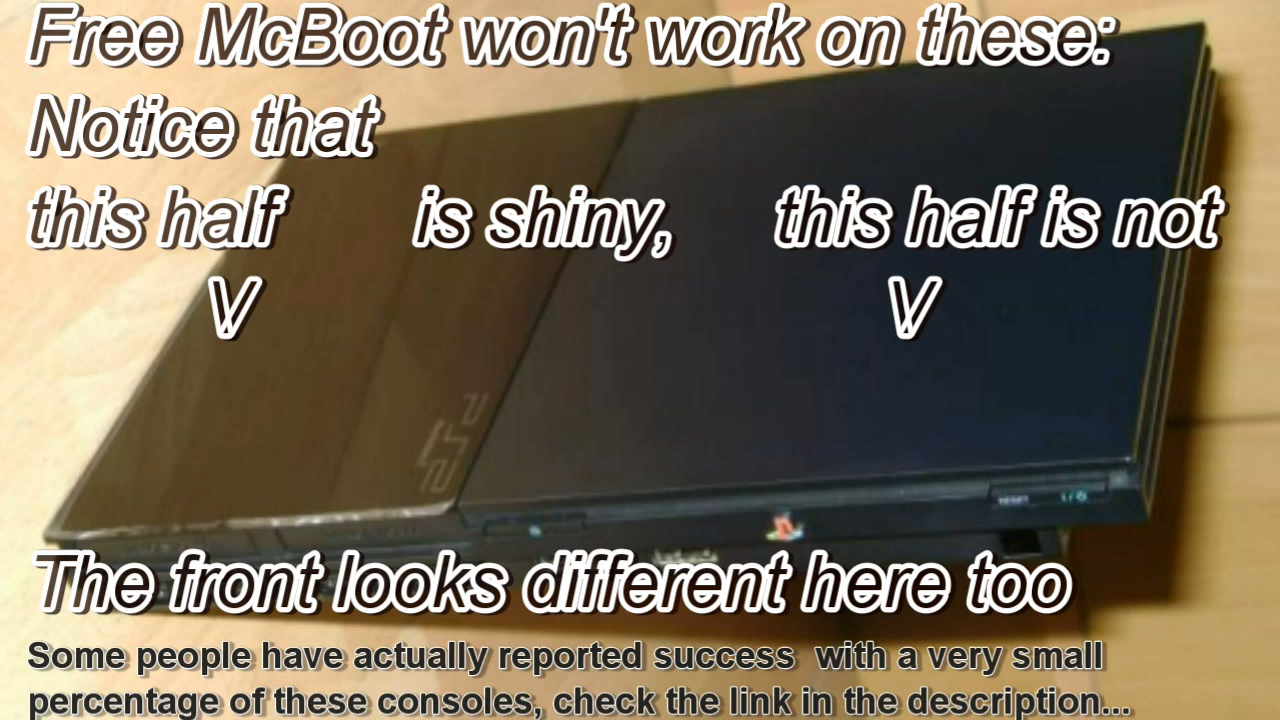 Free McBoot won't work on these:
Notice that
this half is shiny, this half is not
V V
PS2
RESET
The front looks different here too
Some people have actually reported success with a very small
percentage of these consoles, check the link in the description...